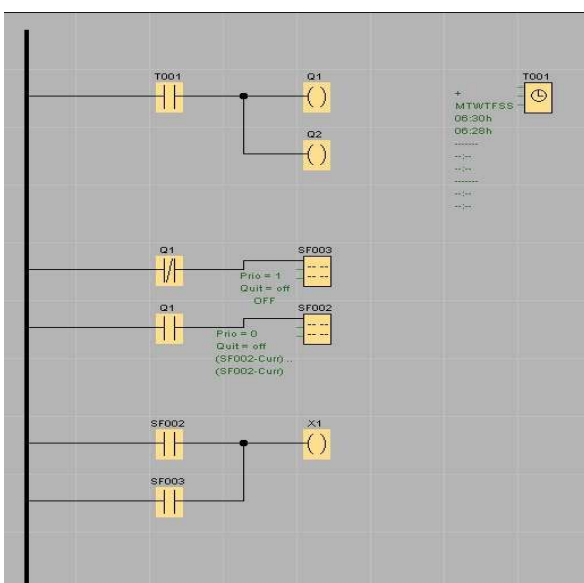 T001
Q1
Q2
T001
+
MTWTFSS
06:30h
06:28h
-------
--:--
--:--
-------
--:--
--:--
Q1
SF003
Prio = 1
Quit = off
OFF
Q1
SF002
Prio = 0
Quit = off
(SF002-Curr)...
(SF002-Curr)
SF002
X1
SF003